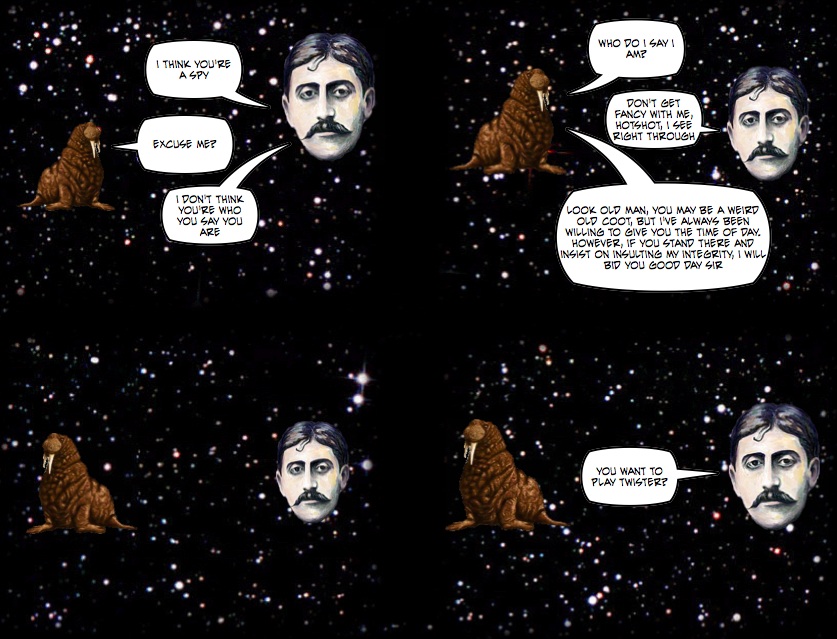 I THINK YOU'RE
A SPY
EXCUSE ME?
I DON'T THINK
YOU'RE WHO
YOU SAY YOU
ARE
WHO DO I SAY I
AM?
DON'T GET
FANCY WITH ME,
HOTSHOT, I SEE
RIGHT THROUGH
LOOK OLD MAN, YOU MAY BE A WEIRD
OLD COOT, BUT I'VE ALWAYS BEEN
WILLING TO GIVE YOU THE TIME OF DAY.
HOWEVER, IF YOU STAND THERE AND
INSIST ON INSULTING MY INTEGRITY, I WILL
BID YOU GOOD DAY SIR
YOU WANT TO
PLAY TWISTER?